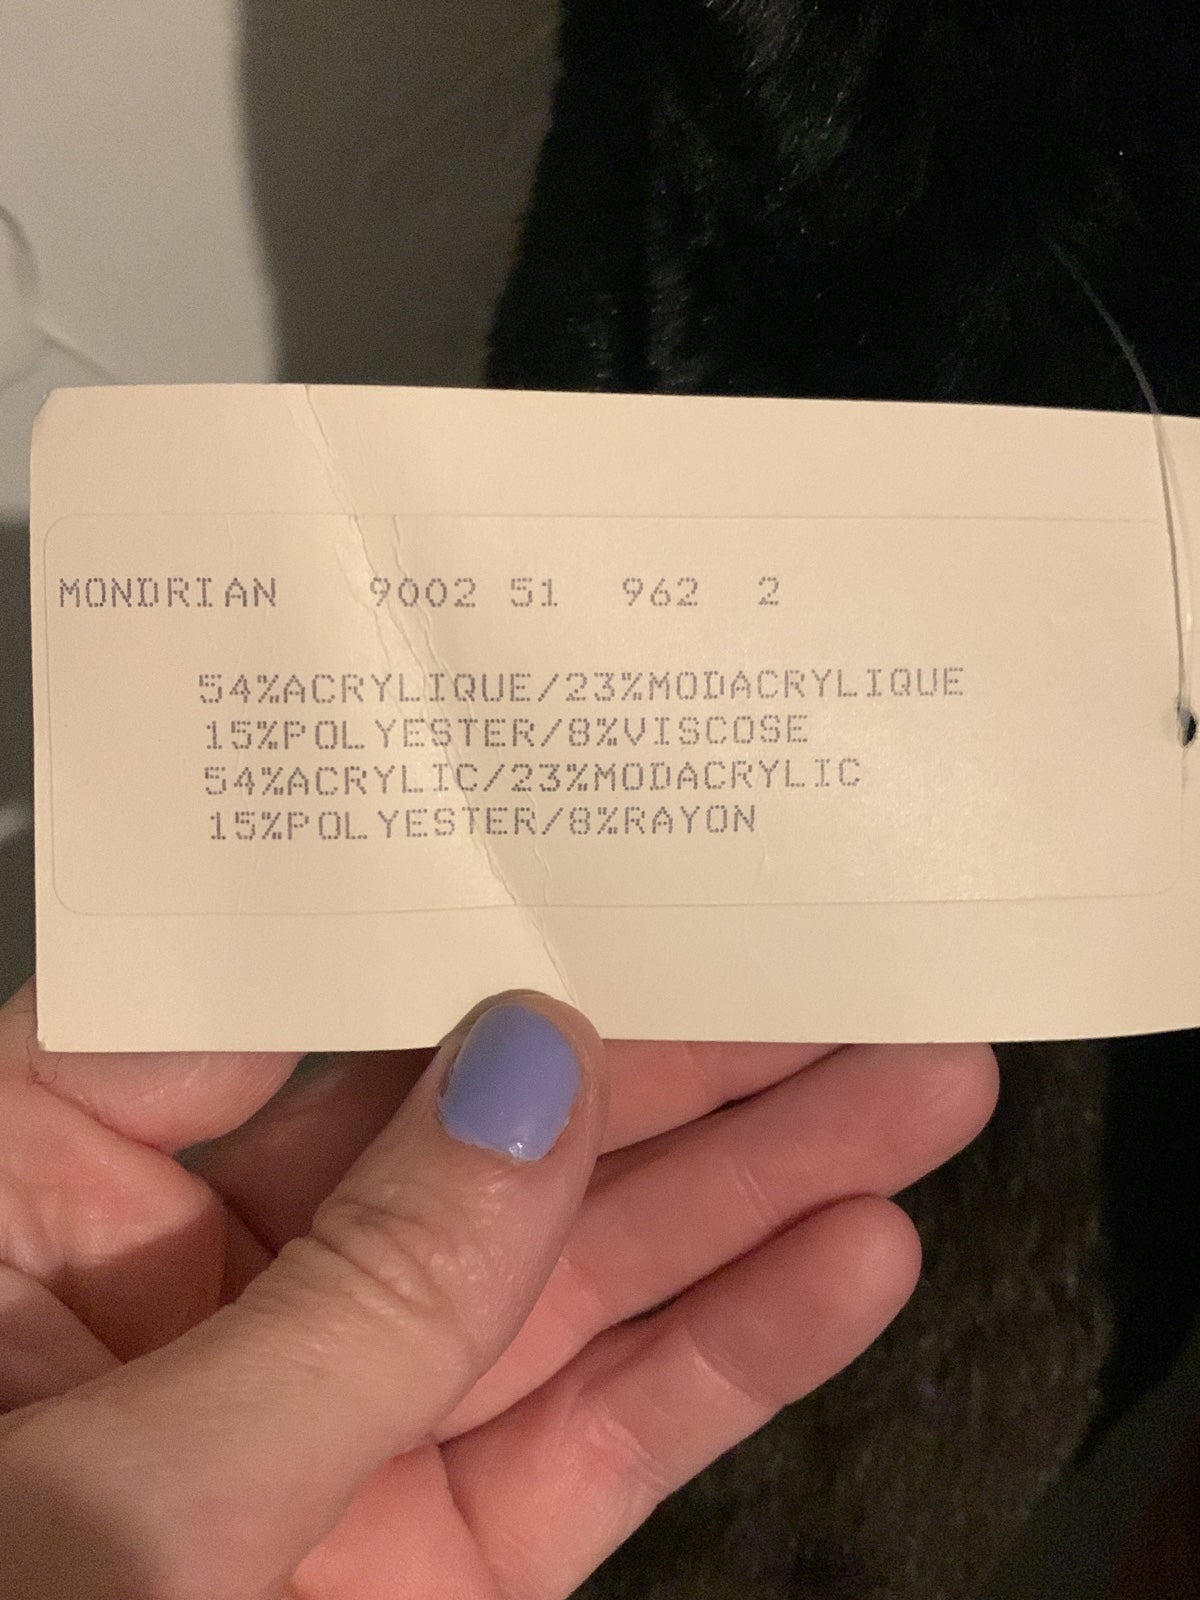 MONDRIAN 9002 51 962 2
54%ACRYLIQUE/23%MODACRYLIQUE
15%POLYESTER/8%VISCOSE
54%ACRYLIC/23%MODACRYLIC
15%POLYESTER/8%RAYON